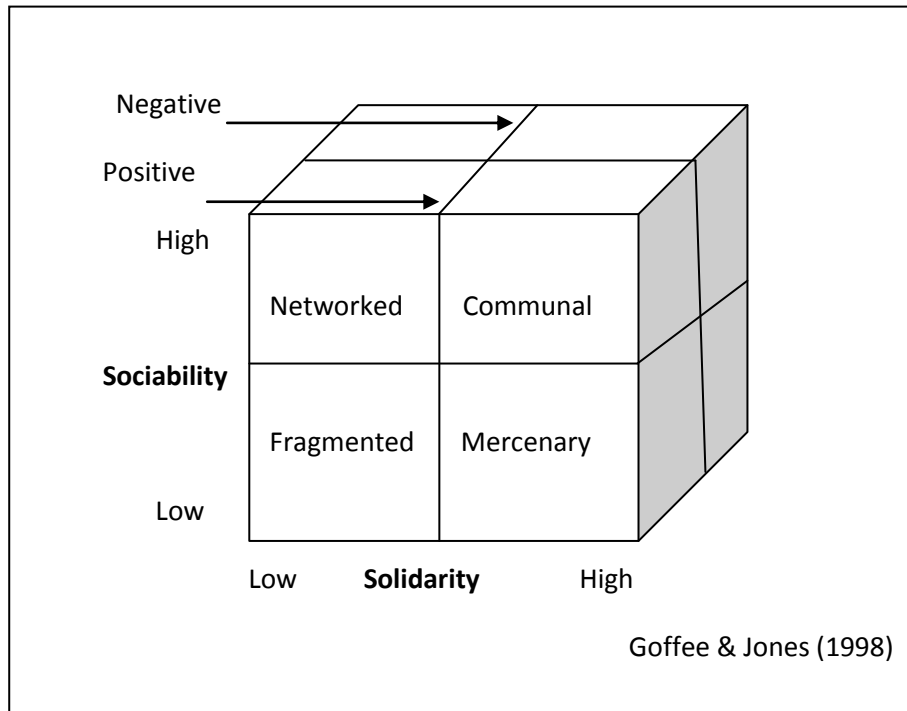 Negative
Positive
High
Networked Communal
Sociability
Fragmented Mercenary
Low
Low Solidarity High
Goffee & Jones (1998)